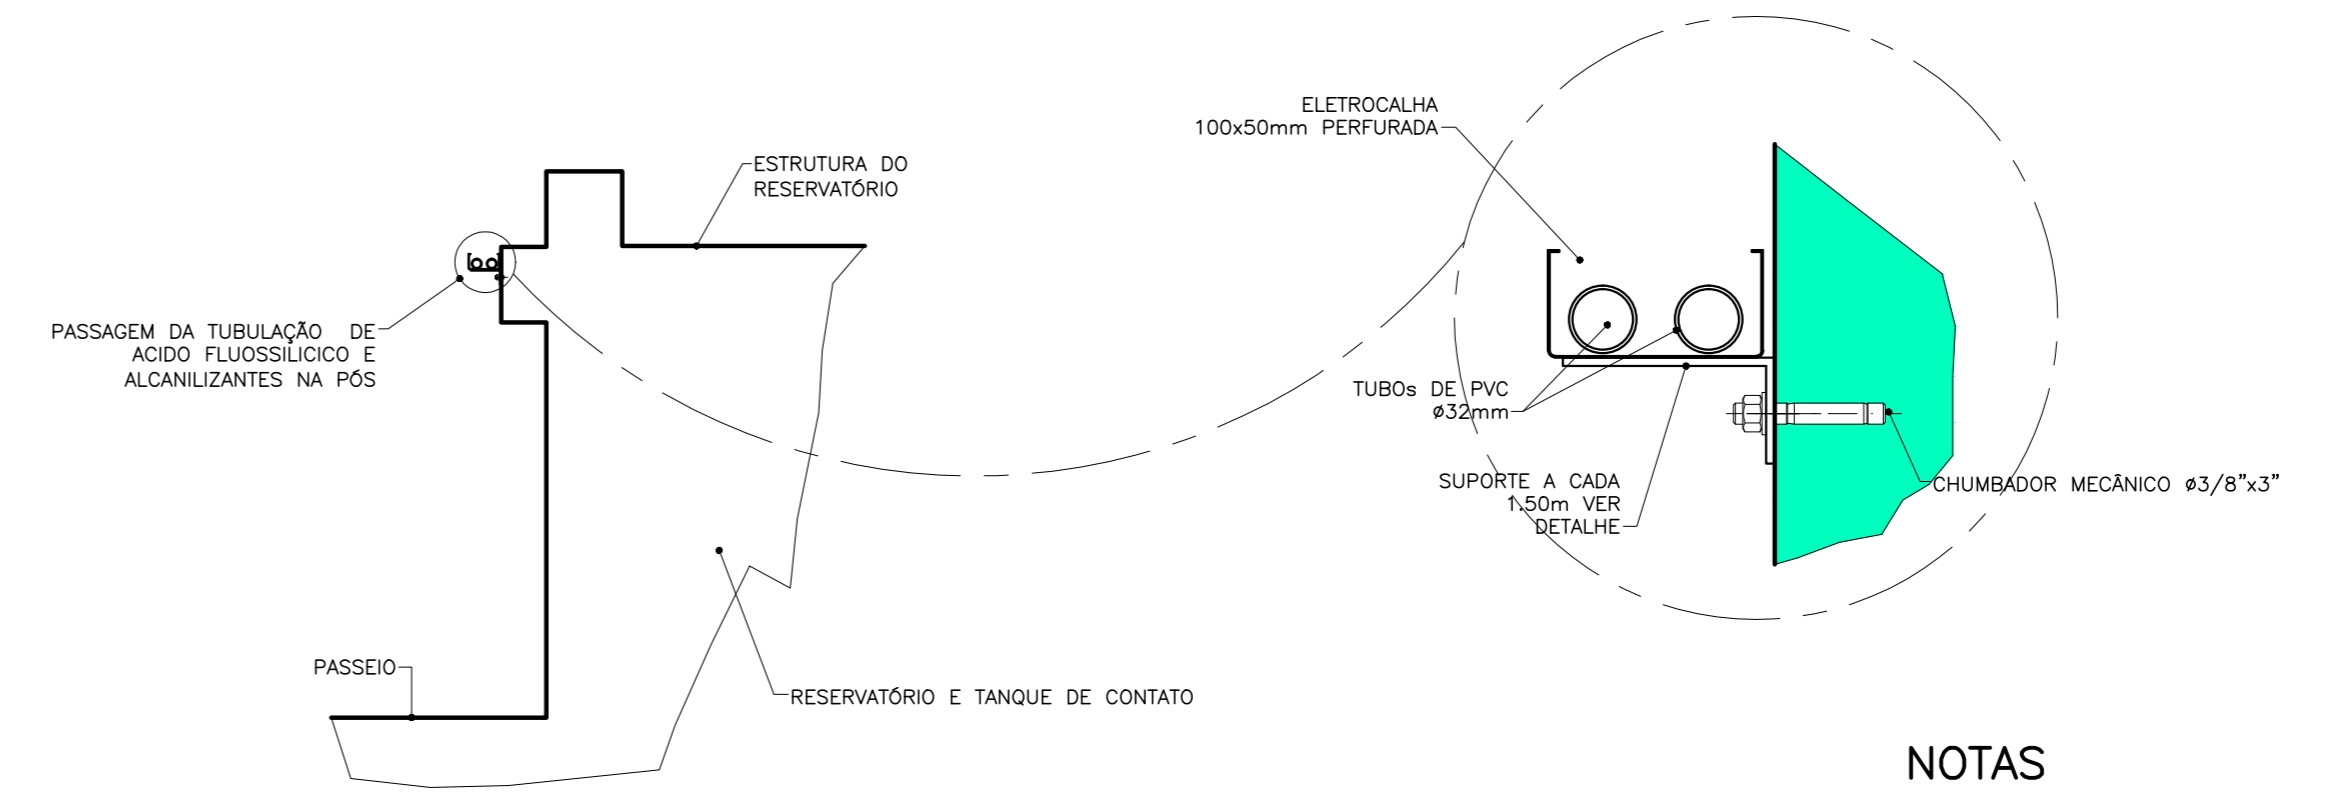 ESTRUTURA DO
RESERVATÓRIO
PASSAGEM DA TUBULAÇÃO DE
ACIDO FLUOSSILICICO E
ALCANILIZANTES NA PÓS
PASSEIO
RESERVATÓRIO E TANQUE DE CONTATO
ELETROCALHA
100x50mm PERFURADA
TUBOs DE PVC
ø32mm
SUPORTE A CADA
1.50m VER
DETALHE
CHUMBADOR MECÂNICO ø3/8"x3"
NOTAS